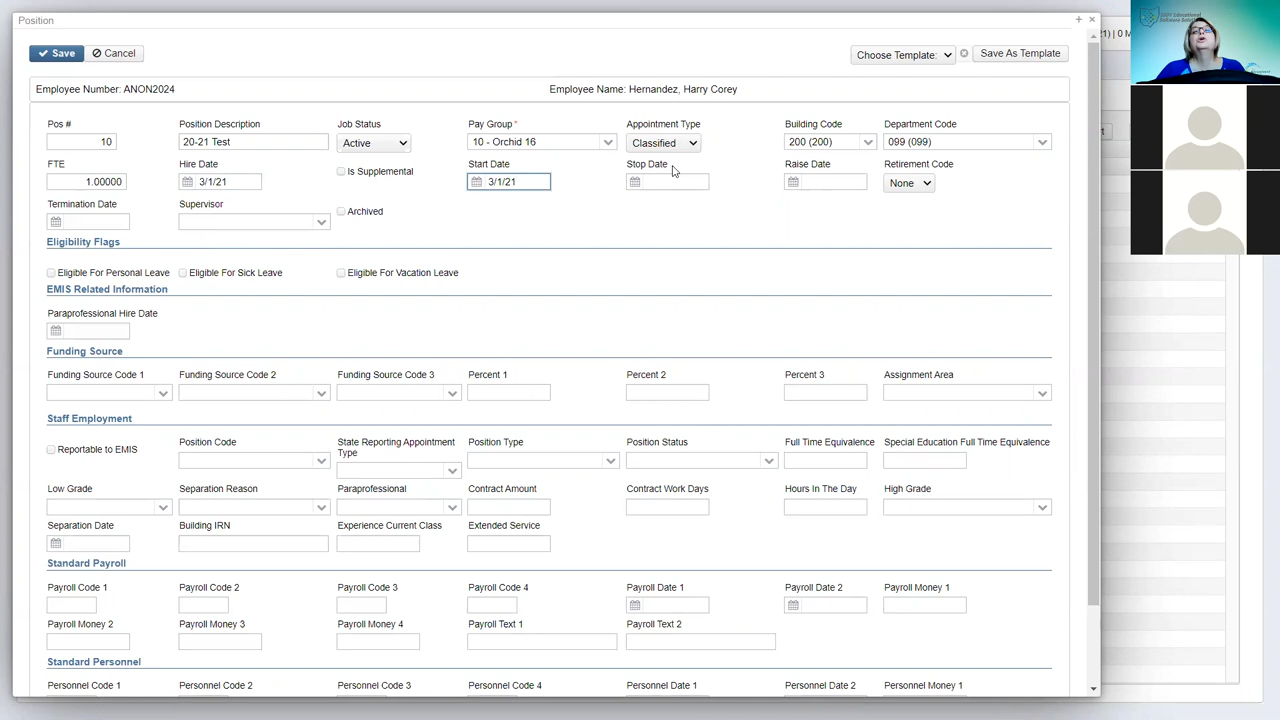 Position
Save Cancel Choose Template: Save As Template
Employee Number: ANON2024 Employee Name: Hernandez, Harry Corey
Pos # Position Description Job Status Pay Group * Appointment Type Building Code Department Code
10 20-21 Test Active 10 - Orchid 16 Classified 200 (200) 099 (099)
FTE Hire Date Is Supplemental Start Date Stop Date Raise Date Retirement Code
1.00000 3/1/21 3/1/21 None
Termination Date Supervisor Archived
Eligibility Flags
Eligible For Personal Leave Eligible For Sick Leave Eligible For Vacation Leave
EMIS Related Information
Paraprofessional Hire Date
Funding Source
Funding Source Code 1 Funding Source Code 2 Funding Source Code 3 Percent 1 Percent 2 Percent 3 Assignment Area
Staff Employment
Reportable to EMIS Position Code State Reporting Appointment Type Position Type Position Status Full Time Equivalence Special Education Full Time Equivalence
Low Grade Separation Reason Paraprofessional Contract Amount Contract Work Days Hours In The Day High Grade
Separation Date Building IRN Experience Current Class Extended Service
Standard Payroll
Payroll Code 1 Payroll Code 2 Payroll Code 3 Payroll Code 4 Payroll Date 1 Payroll Date 2 Payroll Money 1
Payroll Money 2 Payroll Money 3 Payroll Money 4 Payroll Text 1 Payroll Text 2
Standard Personnel
Personnel Code 1 Personnel Code 2 Personnel Code 3 Personnel Code 4 Personnel Date 1 Personnel Date 2 Personnel Money 1